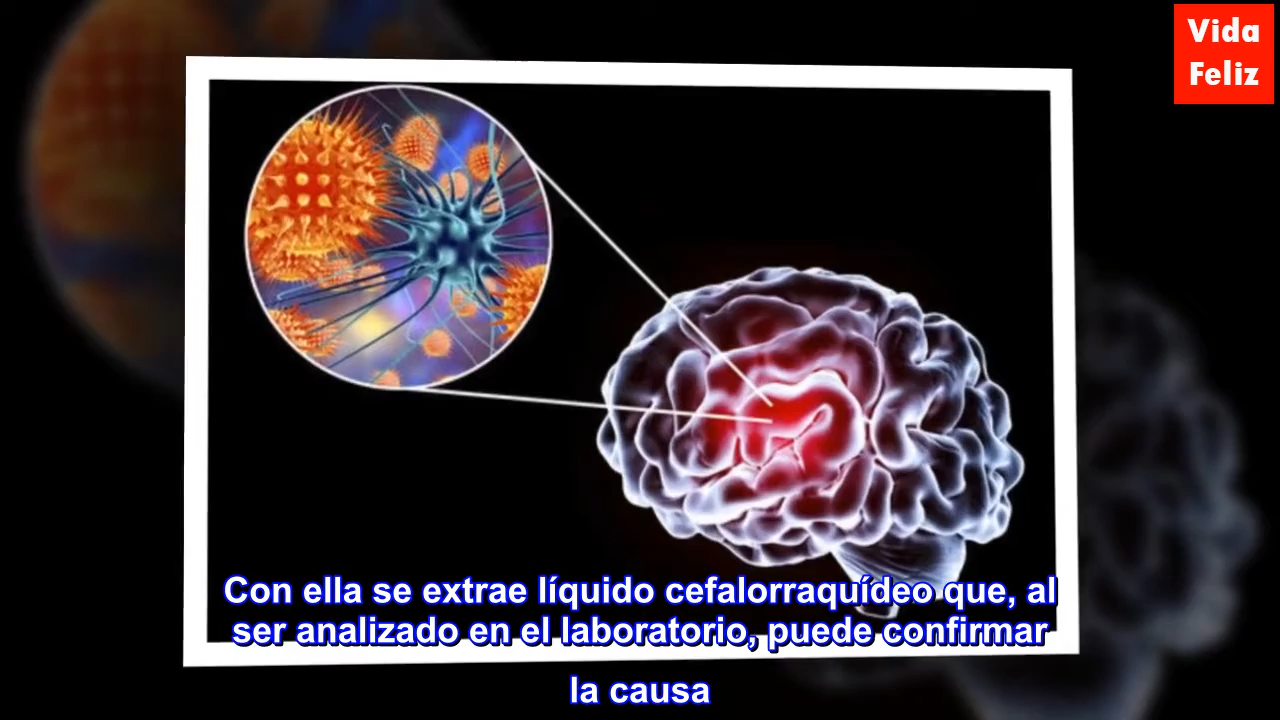 Vida
Feliz
Con ella se extrae líquido cefalorraquídeo que, al
ser analizado en el laboratorio, puede confirmar
la causa